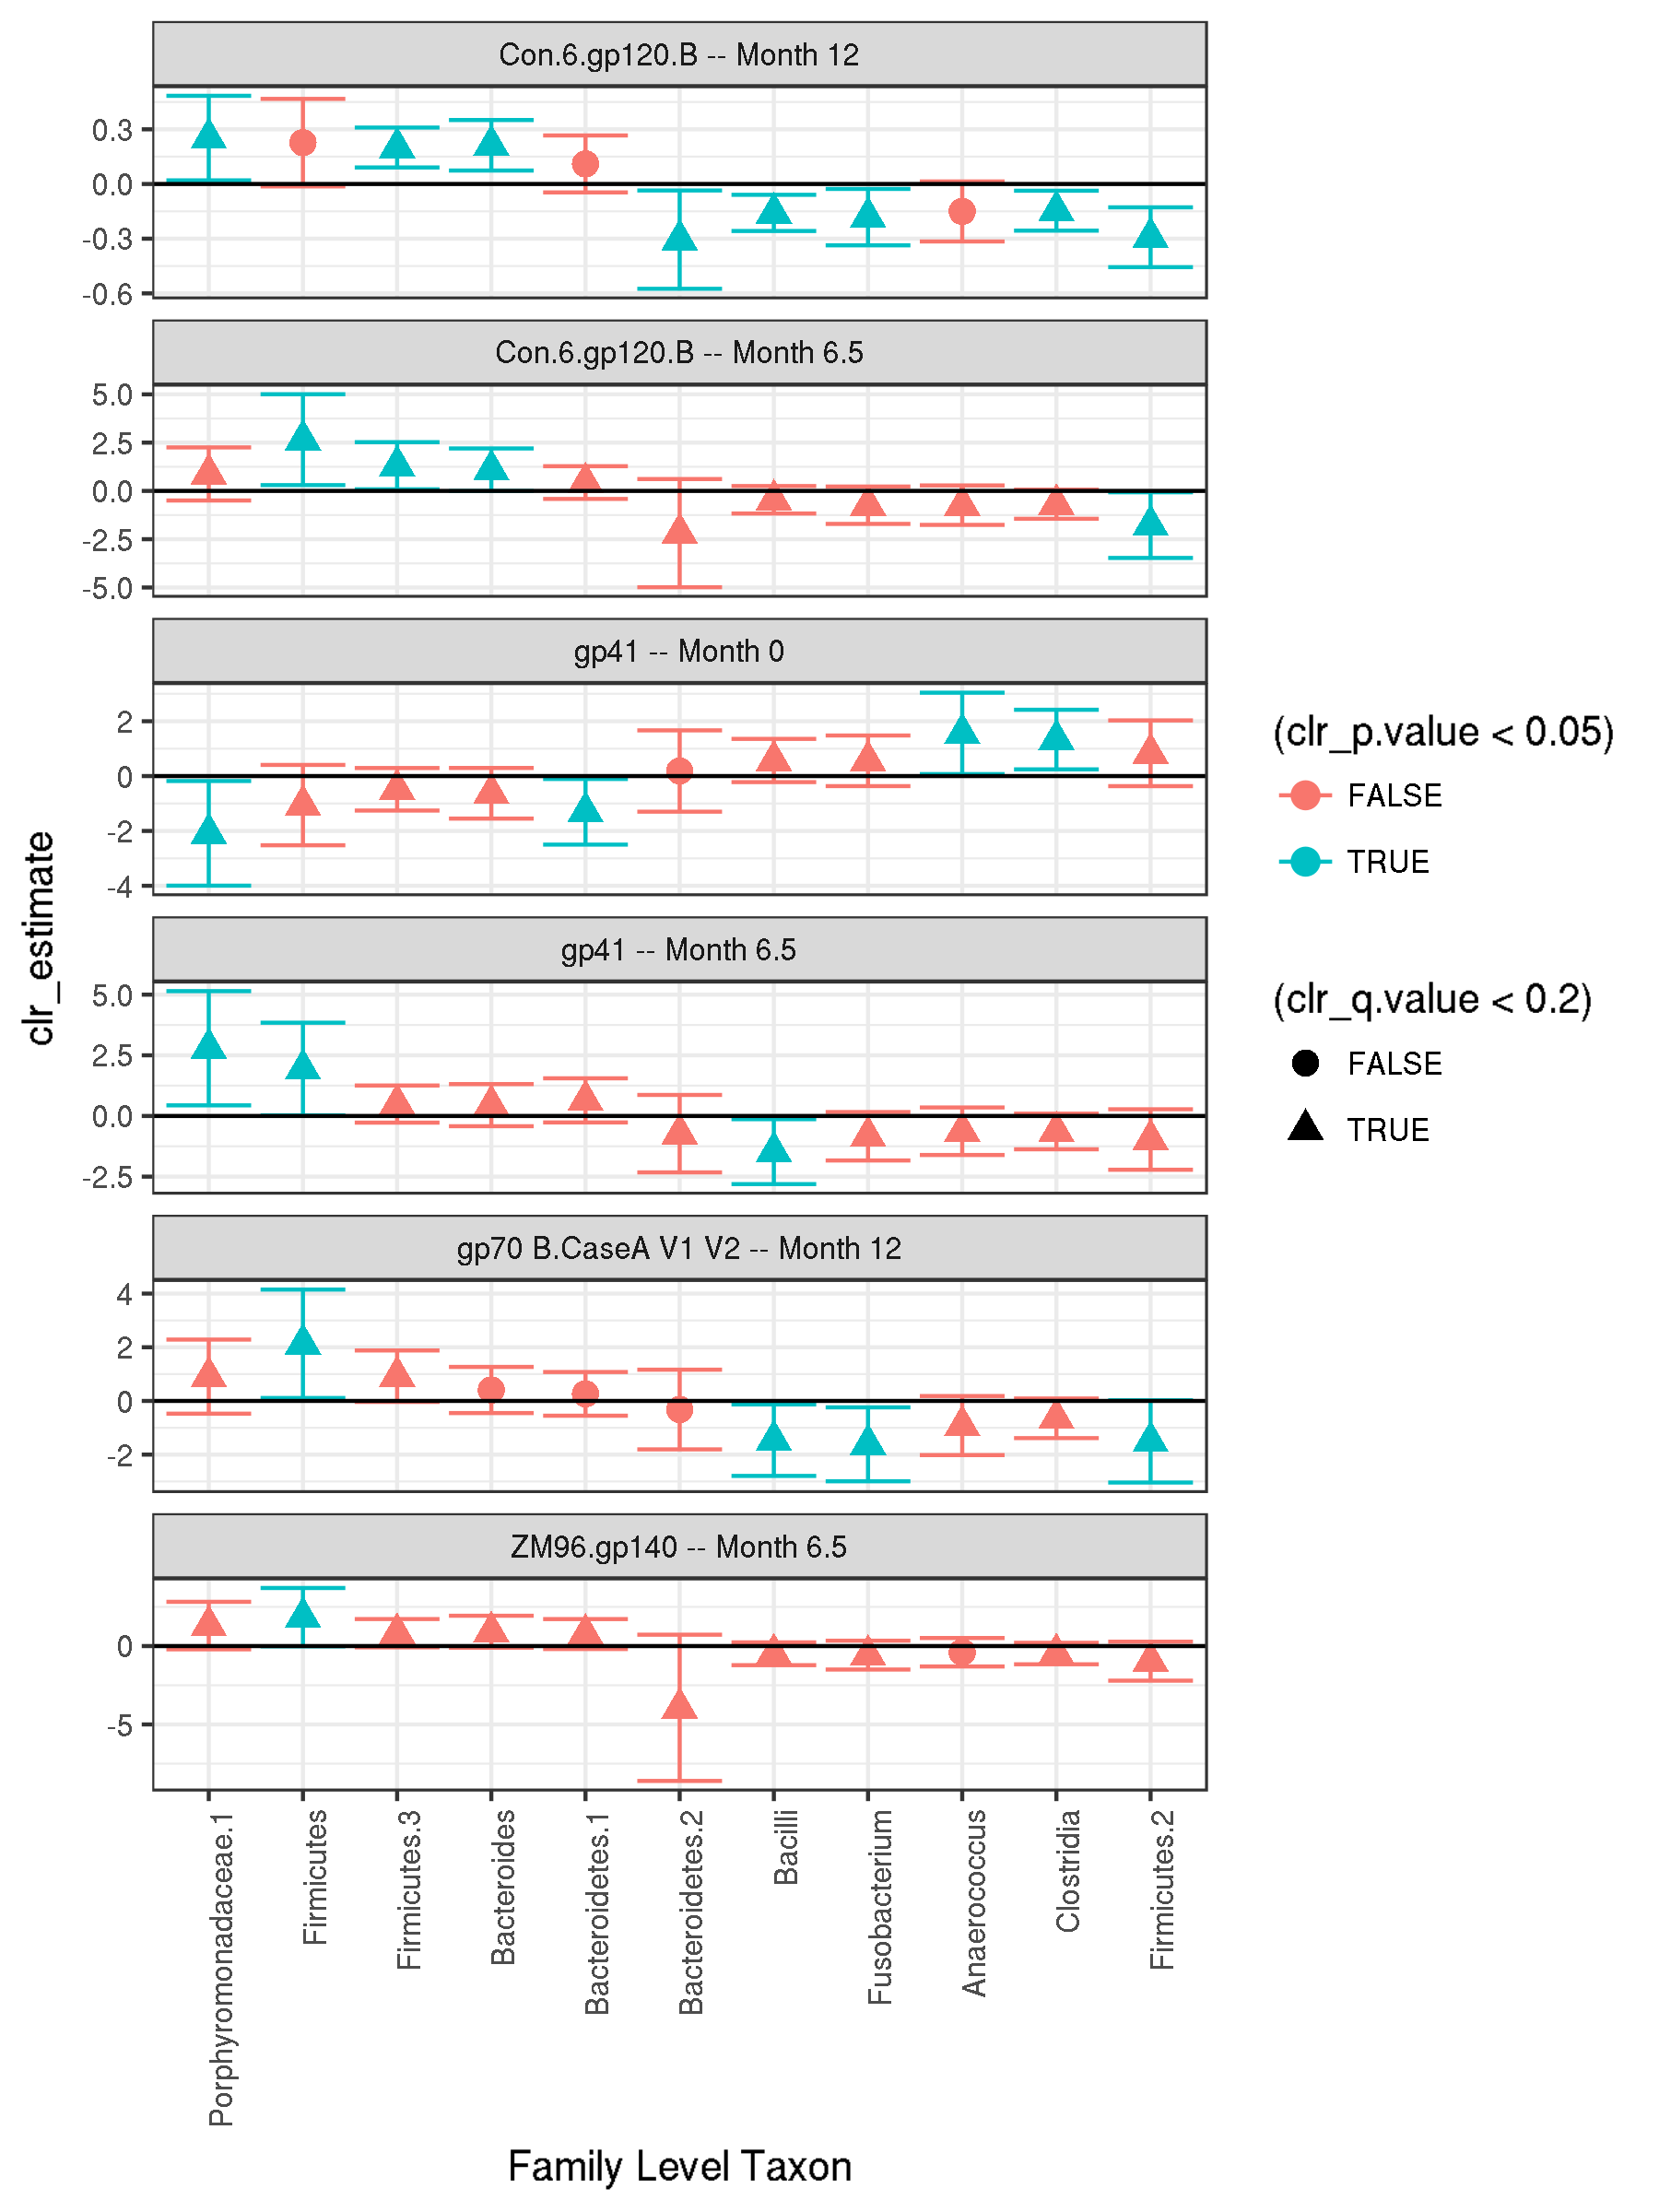 Con.6.gp120.B -- Month 12
0.3
0.0
-0.3
-0.6
Con.6.gp120.B -- Month 6.5
5.0
2.5
0.0
-2.5
-5.0
gp41 -- Month 0
2
0
-2
-4
gp41 -- Month 6.5
5.0
2.5
0.0
-2.5
gp70 B.CaseA V1 V2 -- Month 12
4
2
0
-2
ZM96.gp140 -- Month 6.5
0
-5
clr_estimate
Porphyromonadaceae.1
Firmicutes
Firmicutes.3
Bacteroides
Bacteroidetes.1
Bacteroidetes.2
Bacilli
Fusobacterium
Anaerococcus
Clostridia
Firmicutes.2
Family Level Taxon
(clr_p.value < 0.05)
FALSE
TRUE
(clr_q.value < 0.2)
FALSE
TRUE